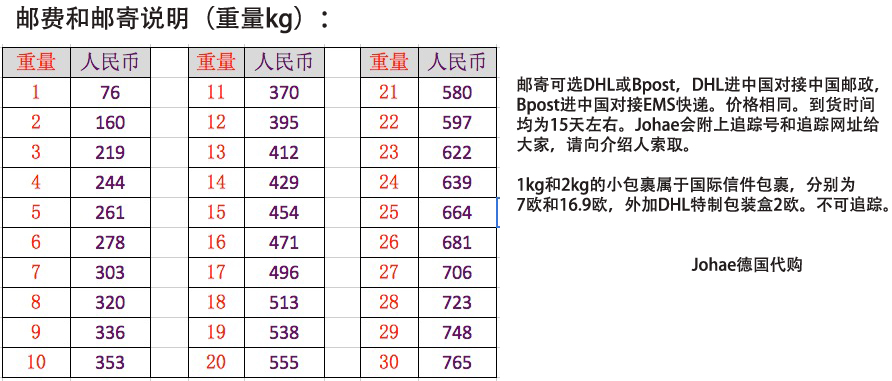 邮费和邮寄说明（重量kg）：
重量 人民币 重量 人民币 重量 人民币
1 76 11 370 21 580
2 160 12 395 22 597
3 219 13 412 23 622
4 244 14 429 24 639
5 261 15 454 25 664
6 278 16 471 26 681
7 303 17 496 27 706
8 320 18 513 28 723
9 336 19 538 29 748
10 353 20 555 30 765
邮寄可选DHL或Bpost，DHL进中国对接中国邮政，
Bpost进中国对接EMS快递。价格相同。到货时间
均为15天左右。Johae会附上追踪号和追踪网址给
大家，请向介绍人索取。
1kg和2kg的小包裹属于国际信件包裹，分别为
7欧和16.9欧，外加DHL特制包装盒2欧。不可追踪。
Johae德国代购